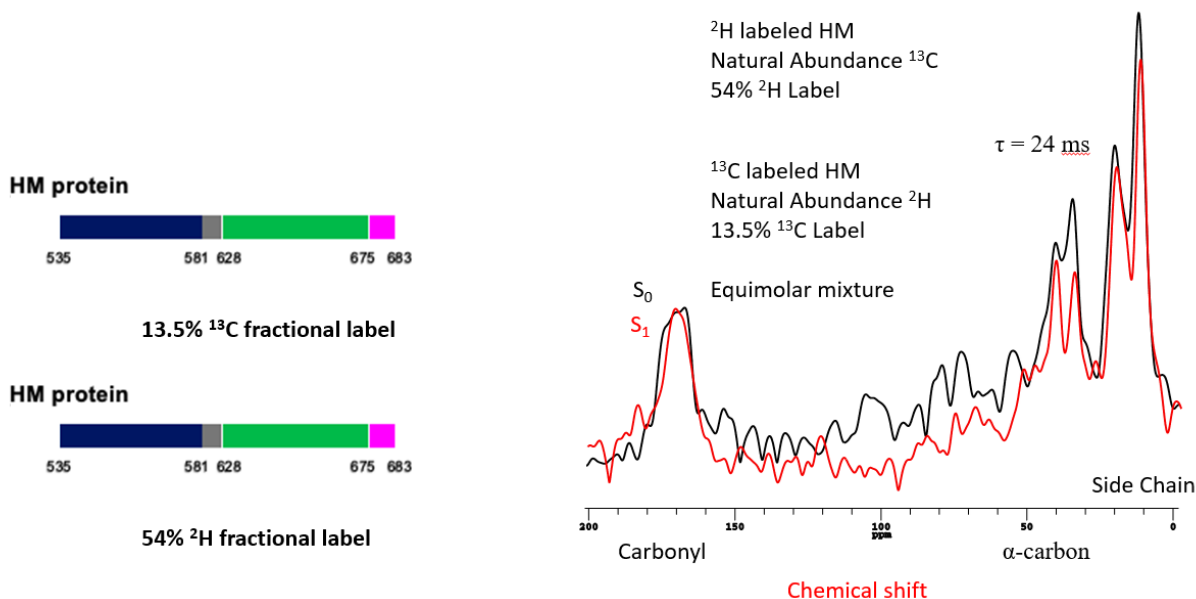 HM protein
535 581 628 675 683
13.5% ¹³C fractional label
HM protein
535 581 628 675 683
54% ²H fractional label
²H labeled HM
Natural Abundance ¹³C
54% ²H Label
τ = 24 ms
¹³C labeled HM
Natural Abundance ²H
13.5% ¹³C Label
Equimolar mixture
S₀
S₁
Side Chain
200 150 100 50 0
ppm
Carbonyl
α-carbon
Chemical shift